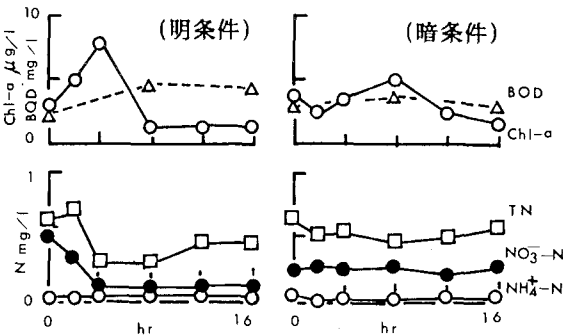 10
(明条件)
(暗条件)
Chl-a μg/l
BOD mg/l
0
BOD
Chl-a
1
N mg/l
0
TN
NO₃⁻-N
NH₄⁺-N
0 hr 16
0 hr 16